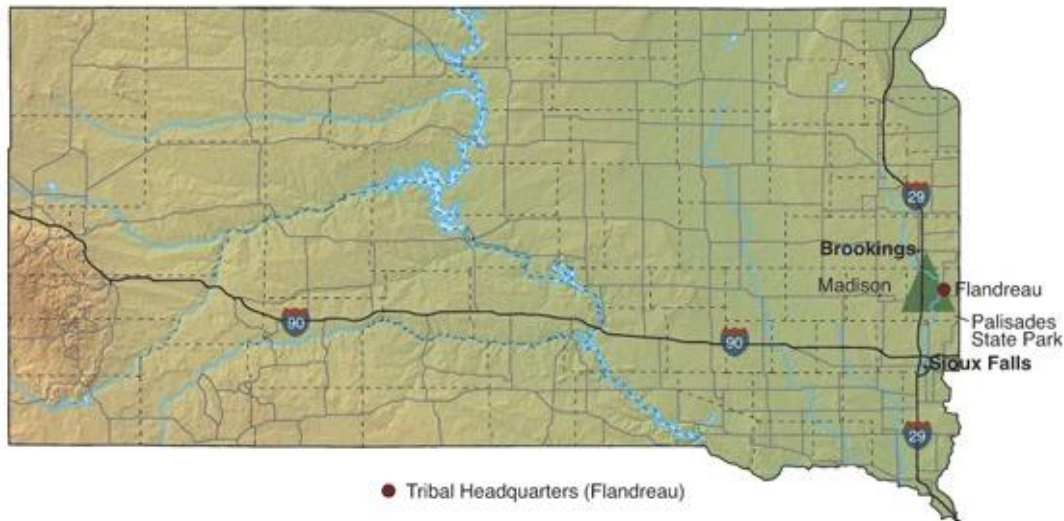 29
Brookings
Madison
Flandreau
90
90
Palisades
State Park
Sioux Falls
29
Tribal Headquarters (Flandreau)